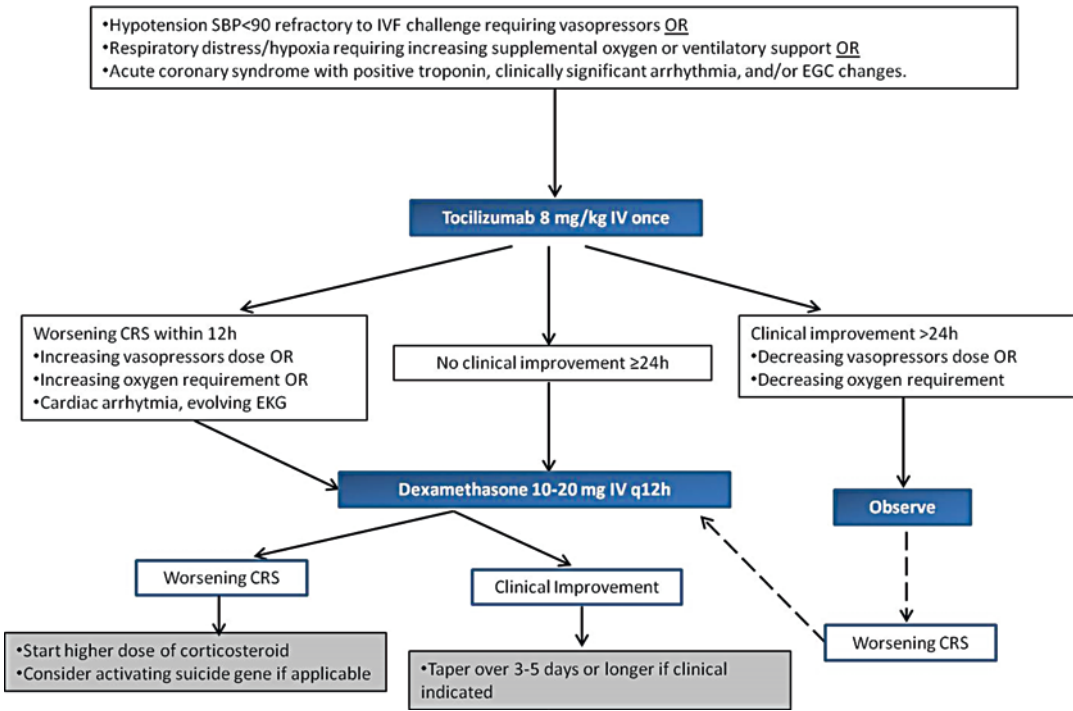 •Hypotension SBP<90 refractory to IVF challenge requiring vasopressors OR
•Respiratory distress/hypoxia requiring increasing supplemental oxygen or ventilatory support OR
•Acute coronary syndrome with positive troponin, clinically significant arrhythmia, and/or EGC changes.
Tocilizumab 8 mg/kg IV once
Worsening CRS within 12h
•Increasing vasopressors dose OR
•Increasing oxygen requirement OR
•Cardiac arrhytmia, evolving EKG
No clinical improvement ≥24h
Clinical improvement >24h
•Decreasing vasopressors dose OR
•Decreasing oxygen requirement
Dexamethasone 10-20 mg IV q12h
Observe
Worsening CRS
Clinical Improvement
Worsening CRS
•Start higher dose of corticosteroid
•Consider activating suicide gene if applicable
•Taper over 3-5 days or longer if clinical
indicated